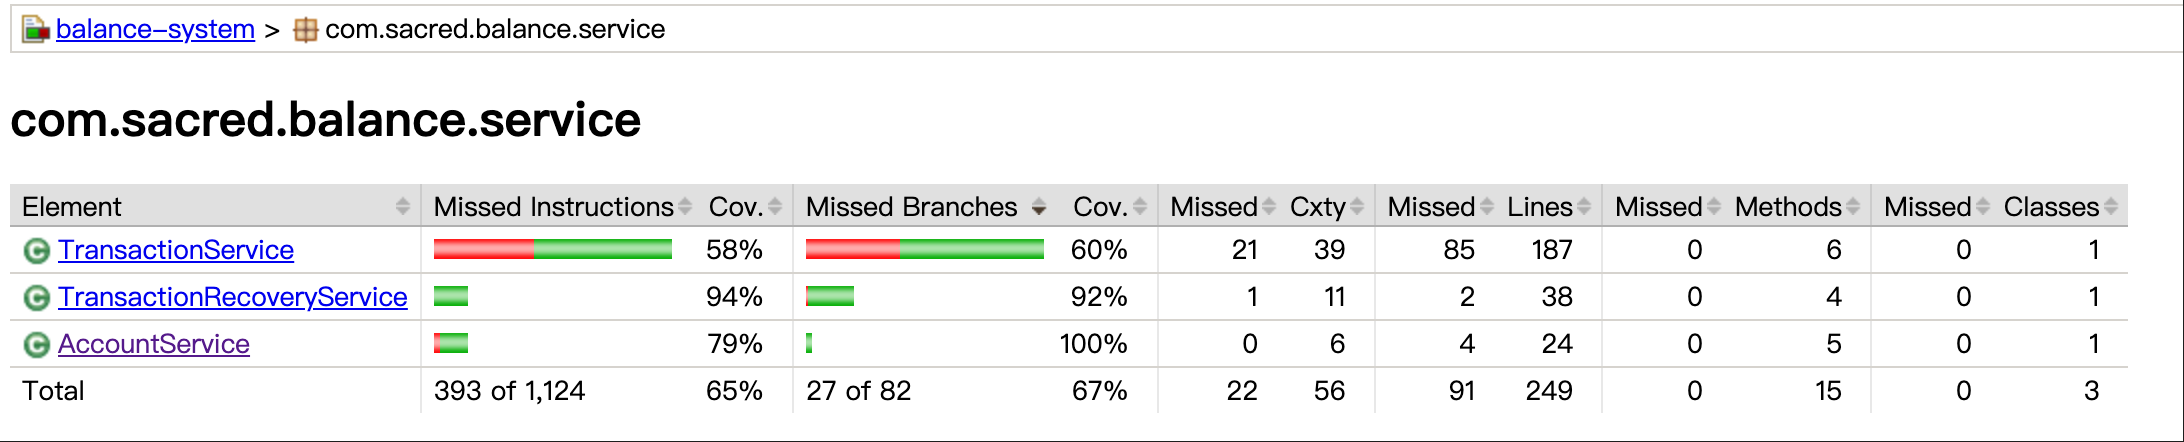 balance-system > com.sacred.balance.service
com.sacred.balance.service
Element Missed Instructions Cov. Missed Branches Cov. Missed Cxty Missed Lines Missed Methods Missed Classes
C TransactionService 58% 60% 21 39 85 187 0 6 0 1
C TransactionRecoveryService 94% 92% 1 11 2 38 0 4 0 1
C AccountService 79% 100% 0 6 4 24 0 5 0 1
Total 393 of 1,124 65% 27 of 82 67% 22 56 91 249 0 15 0 3